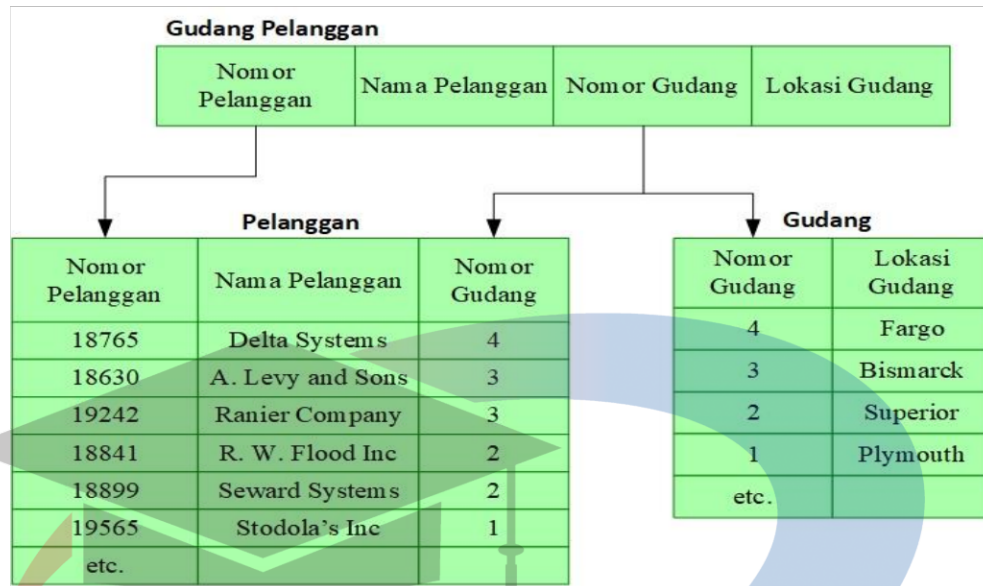 Gudang Pelanggan
Nomor
Pelanggan
Nama Pelanggan
Nomor Gudang
Lokasi Gudang
Pelanggan
Nomor
Pelanggan
Nama Pelanggan
Nomor
Gudang
18765 Delta Systems 4
18630 A. Levy and Sons 3
19242 Ranier Company 3
18841 R. W. Flood Inc 2
18899 Seward Systems 2
19565 Stodola's Inc 1
etc.
Gudang
Nomor
Gudang
Lokasi
Gudang
4 Fargo
3 Bismarck
2 Superior
1 Plymouth
etc.